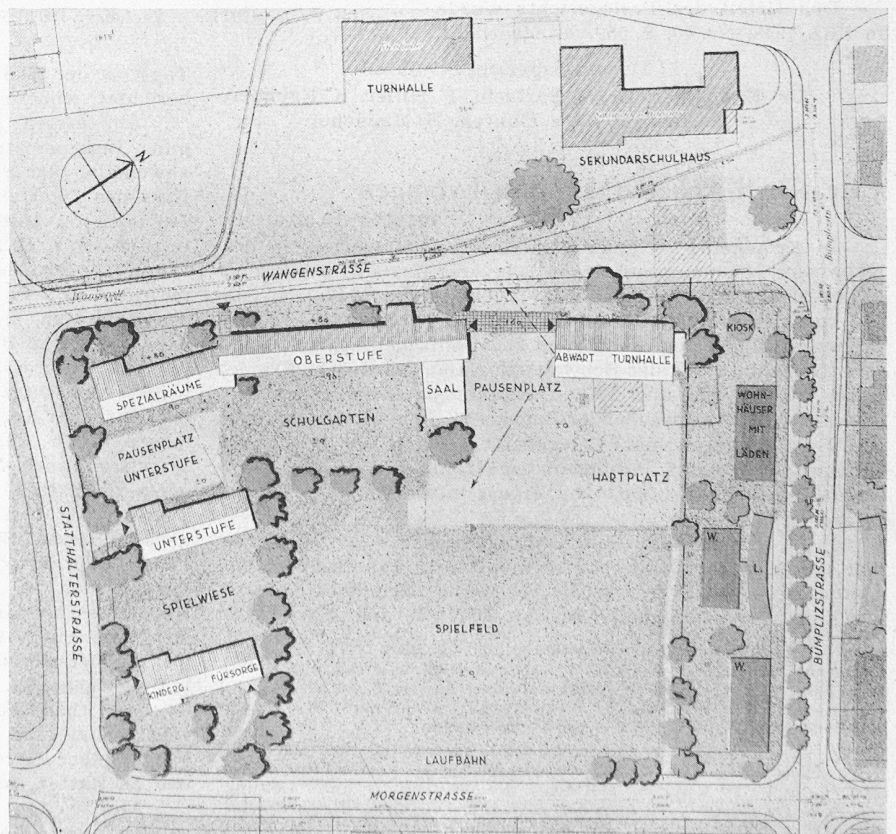 TURNHALLE
SEKUNDARSCHULHAUS
N
WANGENSTRASSE
KIOSK
OBERSTUFE
ABWART TURNHALLE
SPEZIALRÄUME
SAAL
PAUSENPLATZ
WOHN-
HÄUSER
MIT
LÄDEN
SCHULGARTEN
PAUSENPLATZ
UNTERSTUFE
HARTPLATZ
STATTHALTERSTRASSE
UNTERSTUFE
W.
L.
L.
BÜMPLIZSTRASSE
SPIELWIESE
SPIELFELD
KINDERG. FÜRSORGE
W.
LAUFBAHN
MORGENSTRASSE